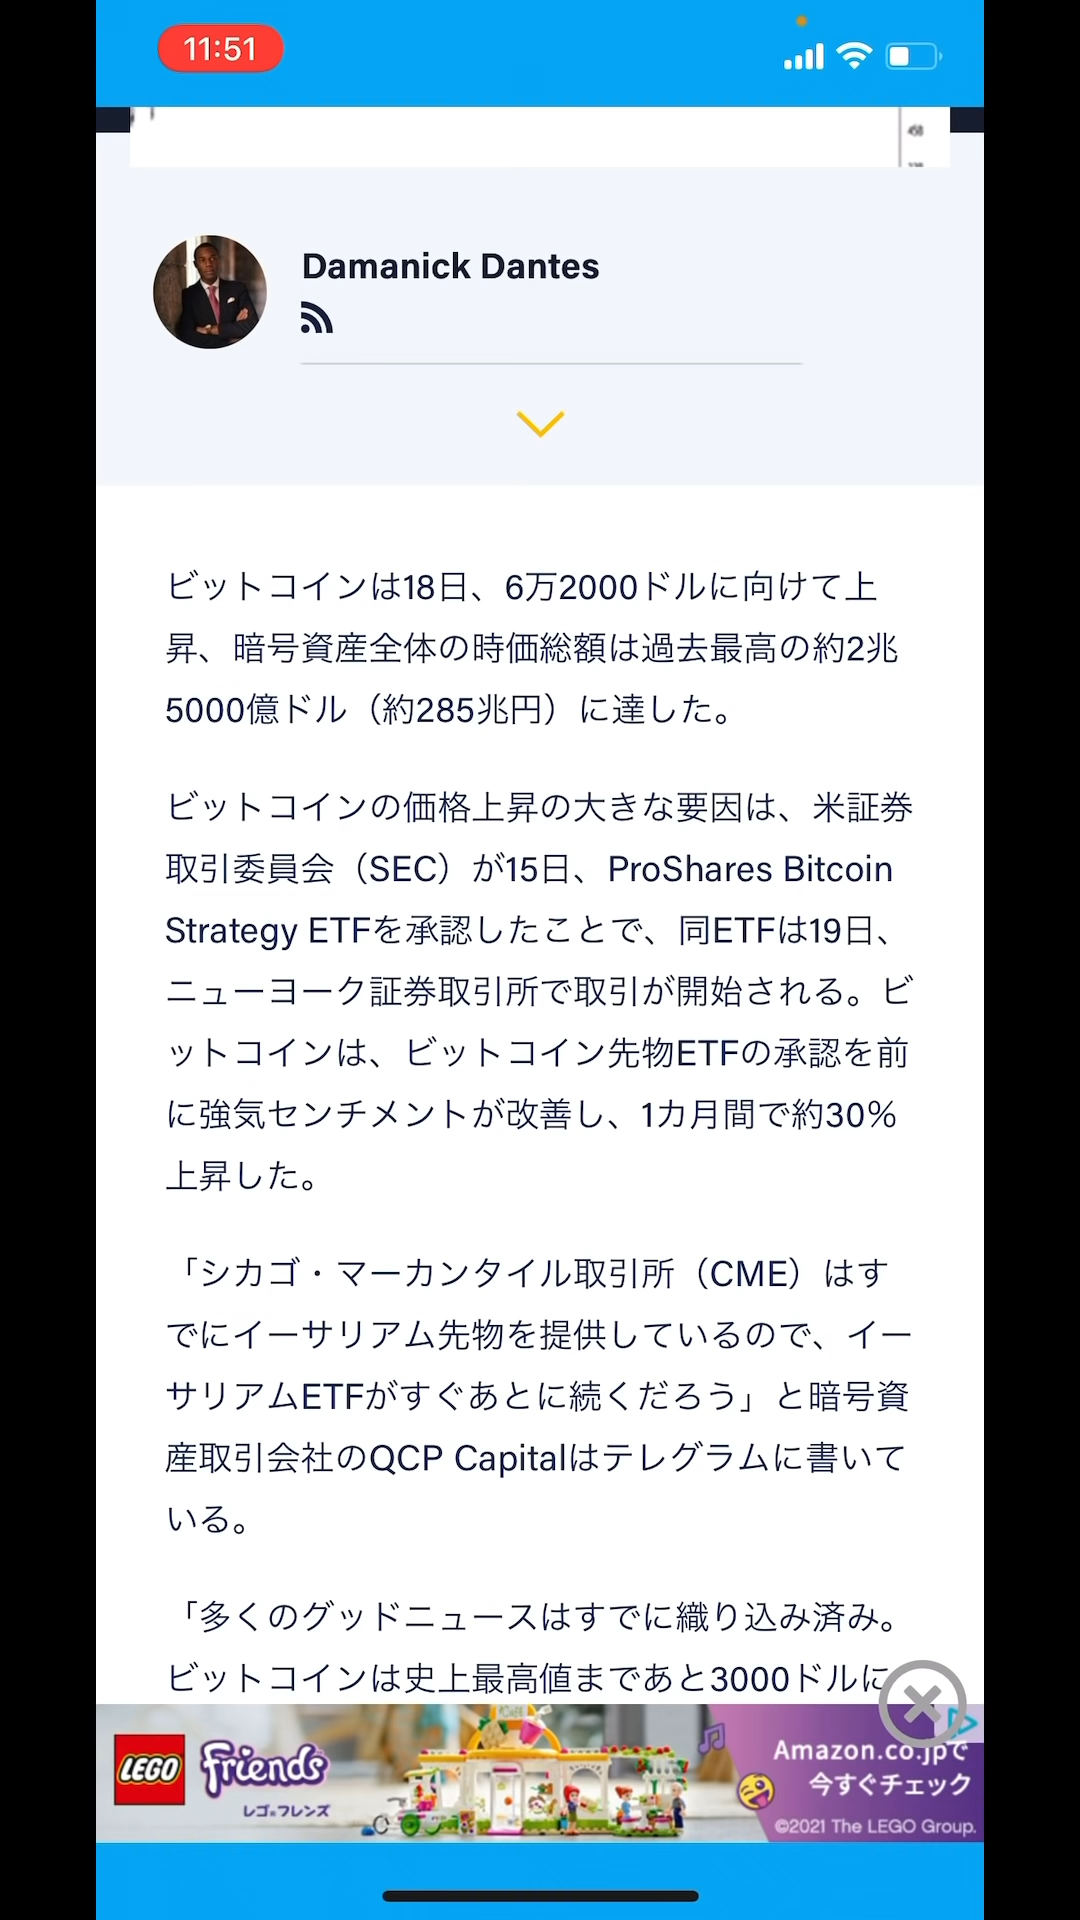 11:51
Damanick Dantes
ビットコインは18日、6万2000ドルに向けて上
昇、暗号資産全体の時価総額は過去最高の約2兆
5000億ドル（約285兆円）に達した。
ビットコインの価格上昇の大きな要因は、米証券
取引委員会（SEC）が15日、ProShares Bitcoin
Strategy ETFを承認したことで、同ETFは19日、
ニューヨーク証券取引所で取引が開始される。ビ
ットコインは、ビットコイン先物ETFの承認を前
に強気センチメントが改善し、1カ月間で約30%
上昇した。
「シカゴ・マーカンタイル取引所（CME）はす
でにイーサリアム先物を提供しているので、イー
サリアムETFがすぐあとに続くだろう」と暗号資
産取引会社のQCP Capitalはテレグラムに書いて
いる。
「多くのグッドニュースはすでに織り込み済み。
ビットコインは史上最高値まであと3000ドルに
LEGO Friends
レゴ®フレンズ
Amazon.co.jpで
今すぐチェック
©2021 The LEGO Group.